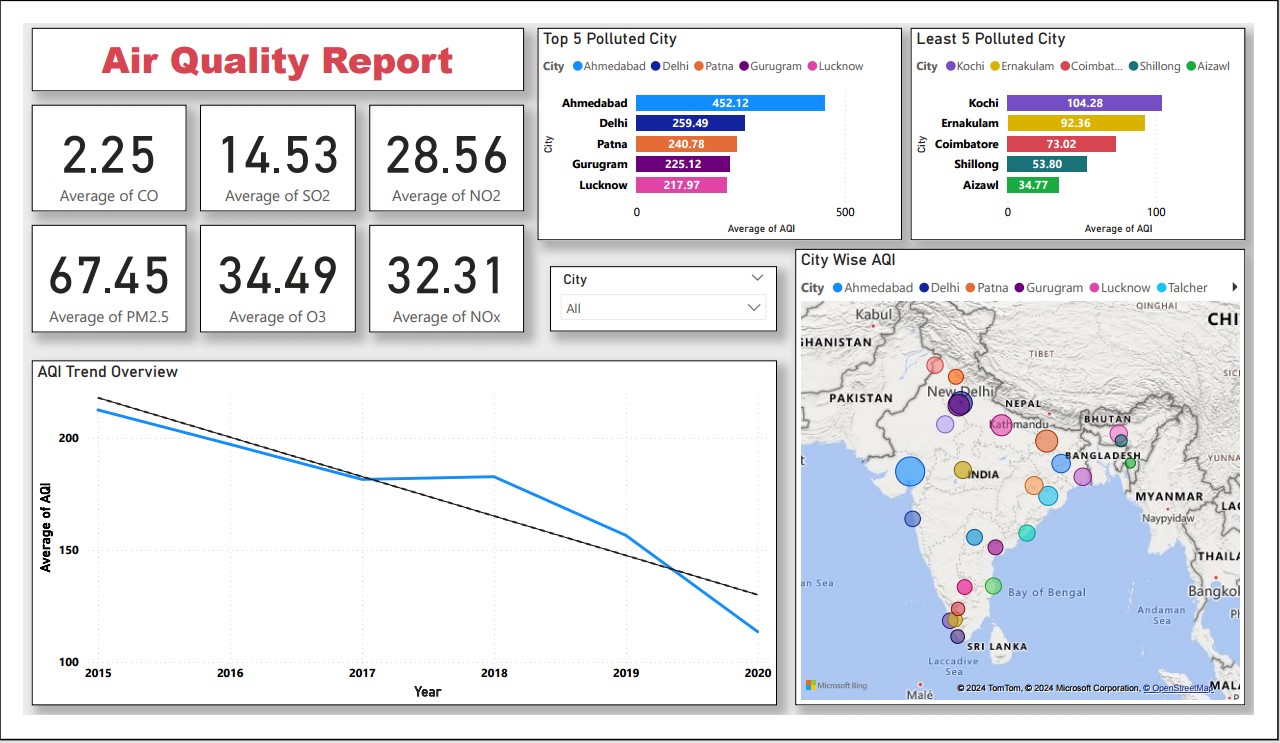 Air Quality Report
2.25
Average of CO
14.53
Average of SO2
28.56
Average of NO2
67.45
Average of PM2.5
34.49
Average of O3
32.31
Average of NOx
Top 5 Polluted City
City Ahmedabad Delhi Patna Gurugram Lucknow
City
Ahmedabad 452.12
Delhi 259.49
Patna 240.78
Gurugram 225.12
Lucknow 217.97
0 500
Average of AQI
Least 5 Polluted City
City Kochi Ernakulam Coimbat... Shillong Aizawl
City
Kochi 104.28
Ernakulam 92.36
Coimbatore 73.02
Shillong 53.80
Aizawl 34.77
0 100
Average of AQI
City
All
AQI Trend Overview
Average of AQI
200
150
100
2015 2016 2017 2018 2019 2020
Year
City Wise AQI
City Ahmedabad Delhi Patna Gurugram Lucknow Talcher
QINGHAI
Kabul
CHI
GHANISTAN
TIBET
SIC
PAKISTAN
New Delhi
NEPAL
Kathmandu
BHUTAN
BANGLADESH
YUNNA
INDIA
t
MYANMAR
LAO
Naypyidaw
THAILA
an Sea
Bay of Bengal
Bangko
Andaman
Sea
Ph
SRI LANKA
Laccadive
Sea
Microsoft Bing
Malé
© 2024 TomTom, © 2024 Microsoft Corporation, © OpenStreetMap
MALA
P